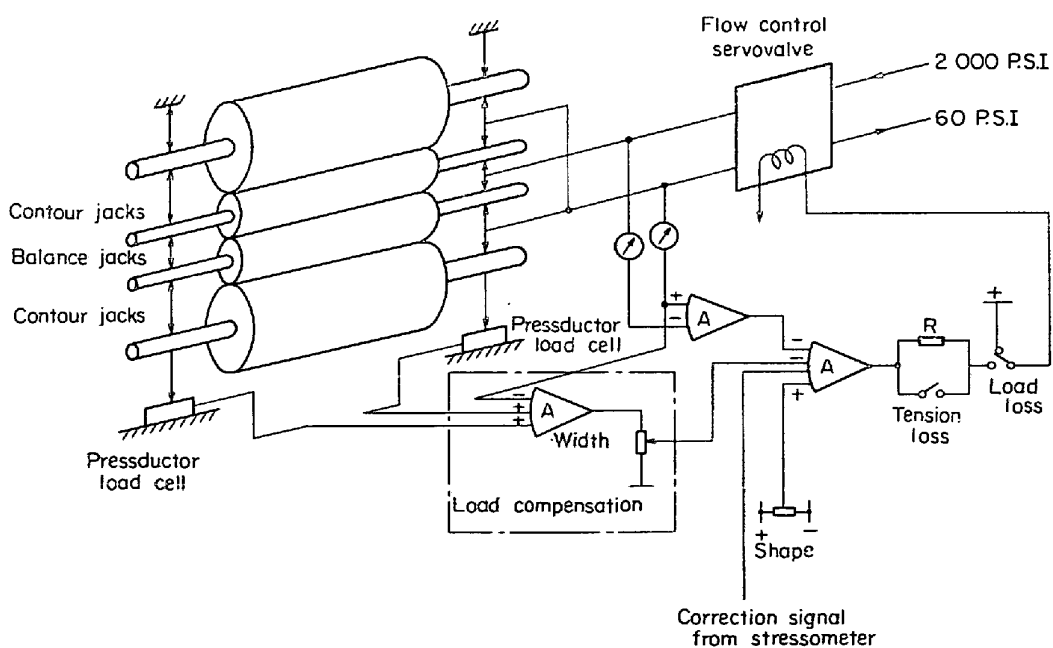 Flow control
servovalve
2 000 P.S.I
60 P.S.I
Contour jacks
Balance jacks
Contour jacks
Pressductor
load cell
Pressductor
load cell
+
-
A
-
-
+
A
R
+
Load
loss
Tension
loss
-
+
+
A
Width
Load compensation
+ -
Shape
Correction signal
from stressometer